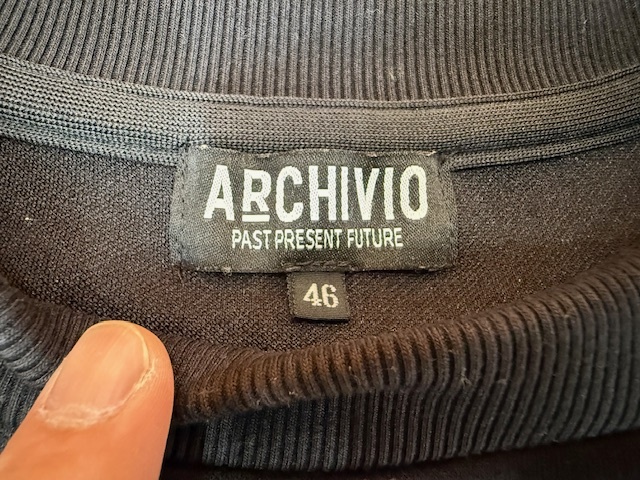 ARCHIVIO
PAST PRESENT FUTURE
46